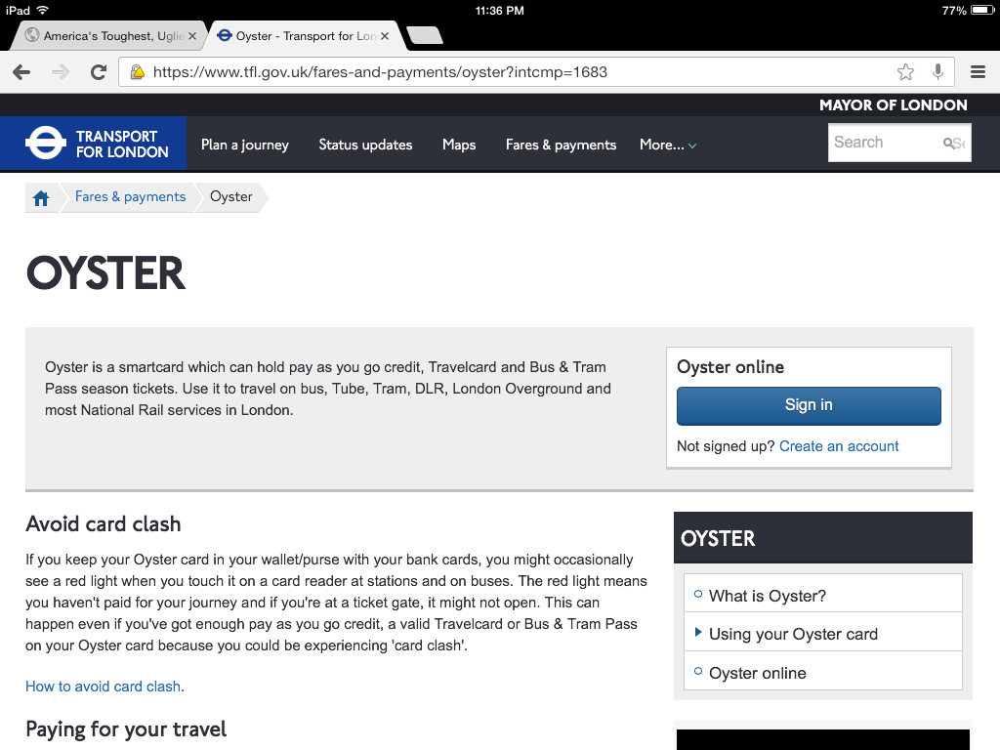 iPad
11:36 PM
77%
America's Toughest, Uglie
Oyster - Transport for Lon
https://www.tfl.gov.uk/fares-and-payments/oyster?intcmp=1683
MAYOR OF LONDON
TRANSPORT
FOR LONDON
Plan a journey
Status updates
Maps
Fares & payments
More...
Search
Fares & payments
Oyster
OYSTER
Oyster is a smartcard which can hold pay as you go credit, Travelcard and Bus & Tram
Pass season tickets. Use it to travel on bus, Tube, Tram, DLR, London Overground and
most National Rail services in London.
Oyster online
Sign in
Not signed up? Create an account
Avoid card clash
If you keep your Oyster card in your wallet/purse with your bank cards, you might occasionally
see a red light when you touch it on a card reader at stations and on buses. The red light means
you haven't paid for your journey and if you're at a ticket gate, it might not open. This can
happen even if you've got enough pay as you go credit, a valid Travelcard or Bus & Tram Pass
on your Oyster card because you could be experiencing 'card clash'.
How to avoid card clash.
Paying for your travel
OYSTER
What is Oyster?
Using your Oyster card
Oyster online